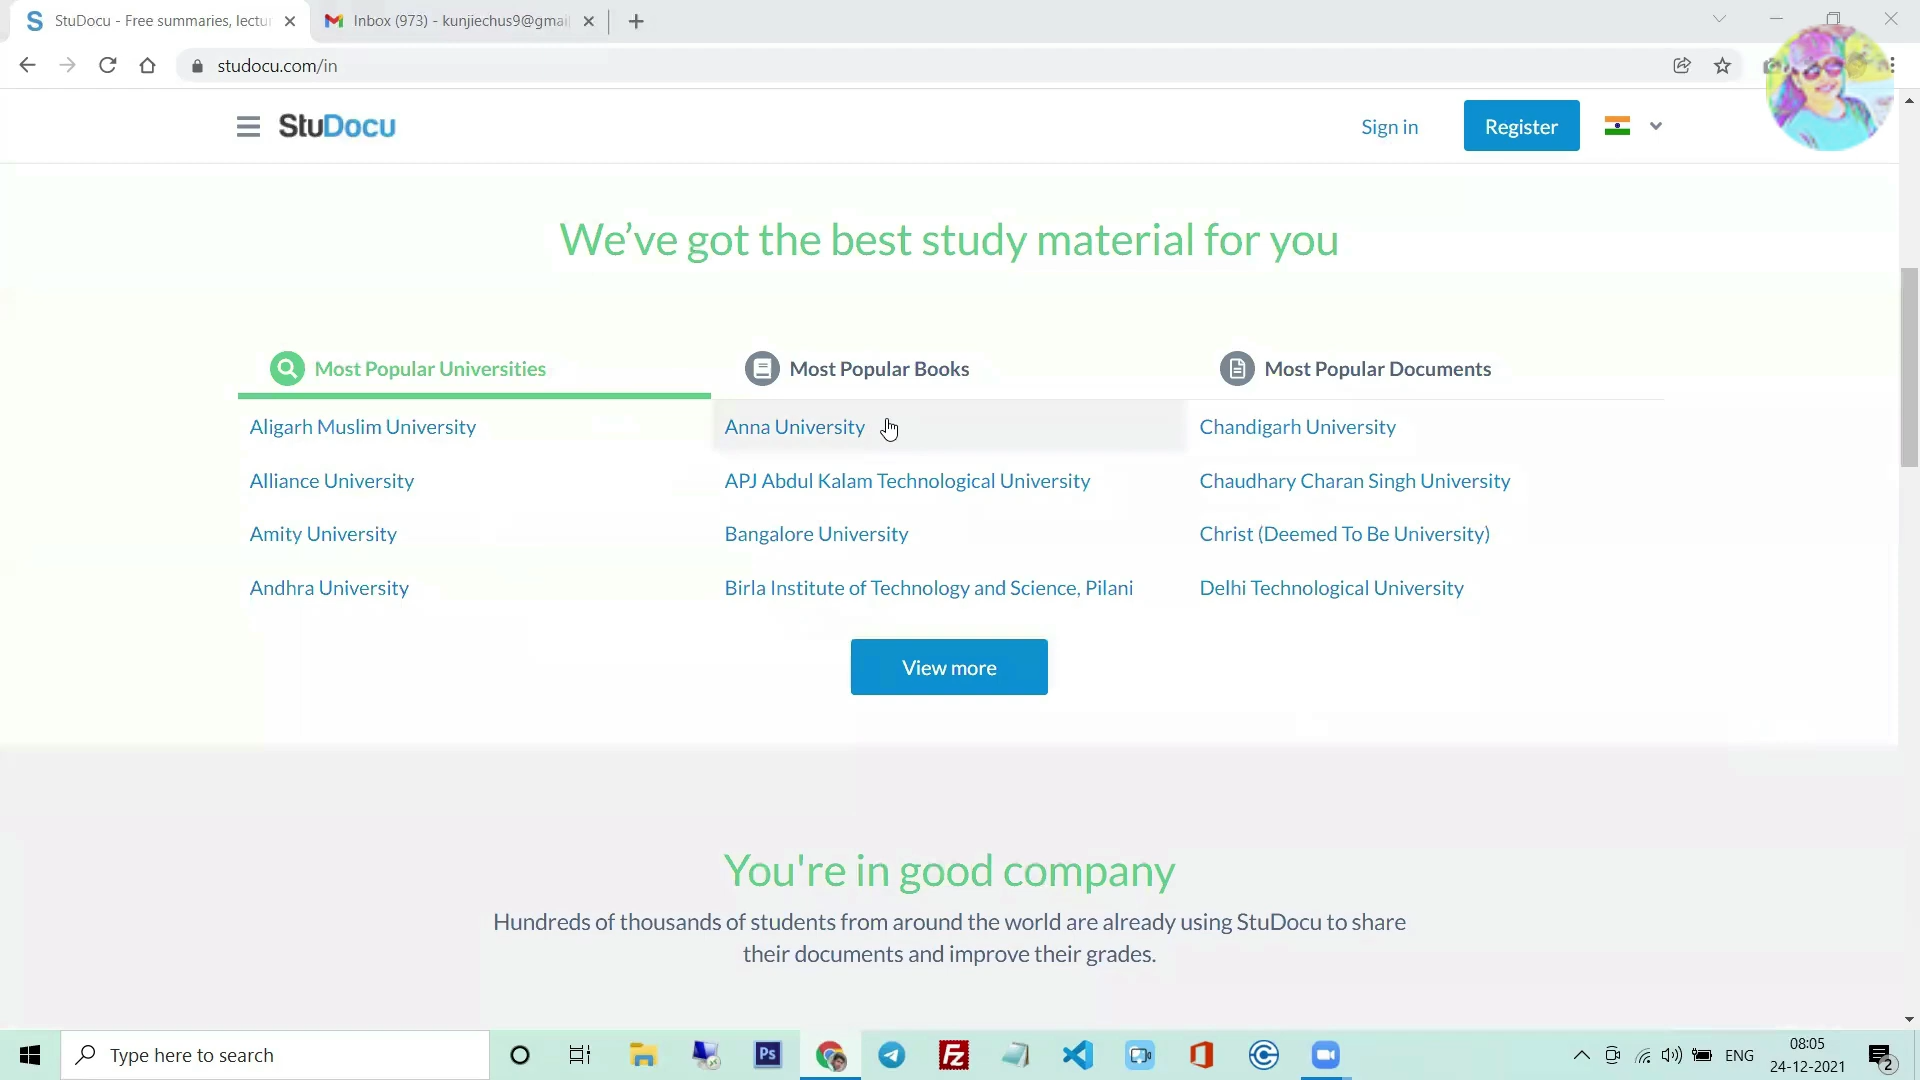 StuDocu - Free summaries, lectu
Inbox (973) - kunjiechus9@gmai
studocu.com/in
StuDocu
Sign in
Register
We've got the best study material for you
Most Popular Universities
Most Popular Books
Most Popular Documents
Aligarh Muslim University
Anna University
Chandigarh University
Alliance University
APJ Abdul Kalam Technological University
Chaudhary Charan Singh University
Amity University
Bangalore University
Christ (Deemed To Be University)
Andhra University
Birla Institute of Technology and Science, Pilani
Delhi Technological University
View more
You're in good company
Hundreds of thousands of students from around the world are already using StuDocu to share
their documents and improve their grades.
Type here to search
Ps
Fz
ENG
08:05
24-12-2021
2